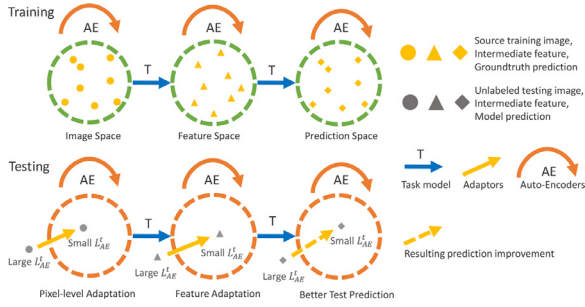 Training
AE
AE
AE
T
T
Image Space
Feature Space
Prediction Space
Source training image,
Intermediate feature,
Groundtruth prediction
Unlabeled testing image,
Intermediate feature,
Model prediction
T
AE
Task model
Adaptors
Auto-Encoders
Resulting prediction improvement
Testing
AE
AE
AE
T
T
Small L^t_AE
Small L^t_AE
Small L^t_AE
Large L^t_AE
Large L^t_AE
Large L^t_AE
Pixel-level Adaptation
Feature Adaptation
Better Test Prediction